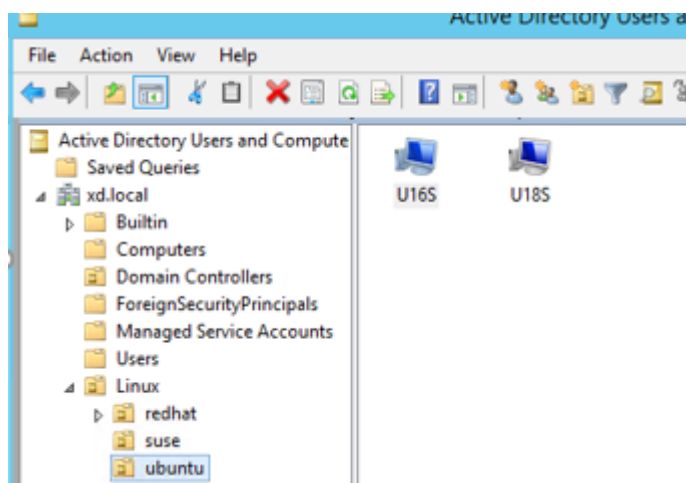 Active Directory Users a
File Action View Help
Active Directory Users and Compute
Saved Queries
xd.local
Builtin
Computers
Domain Controllers
ForeignSecurityPrincipals
Managed Service Accounts
Users
Linux
redhat
suse
ubuntu
U16S U18S